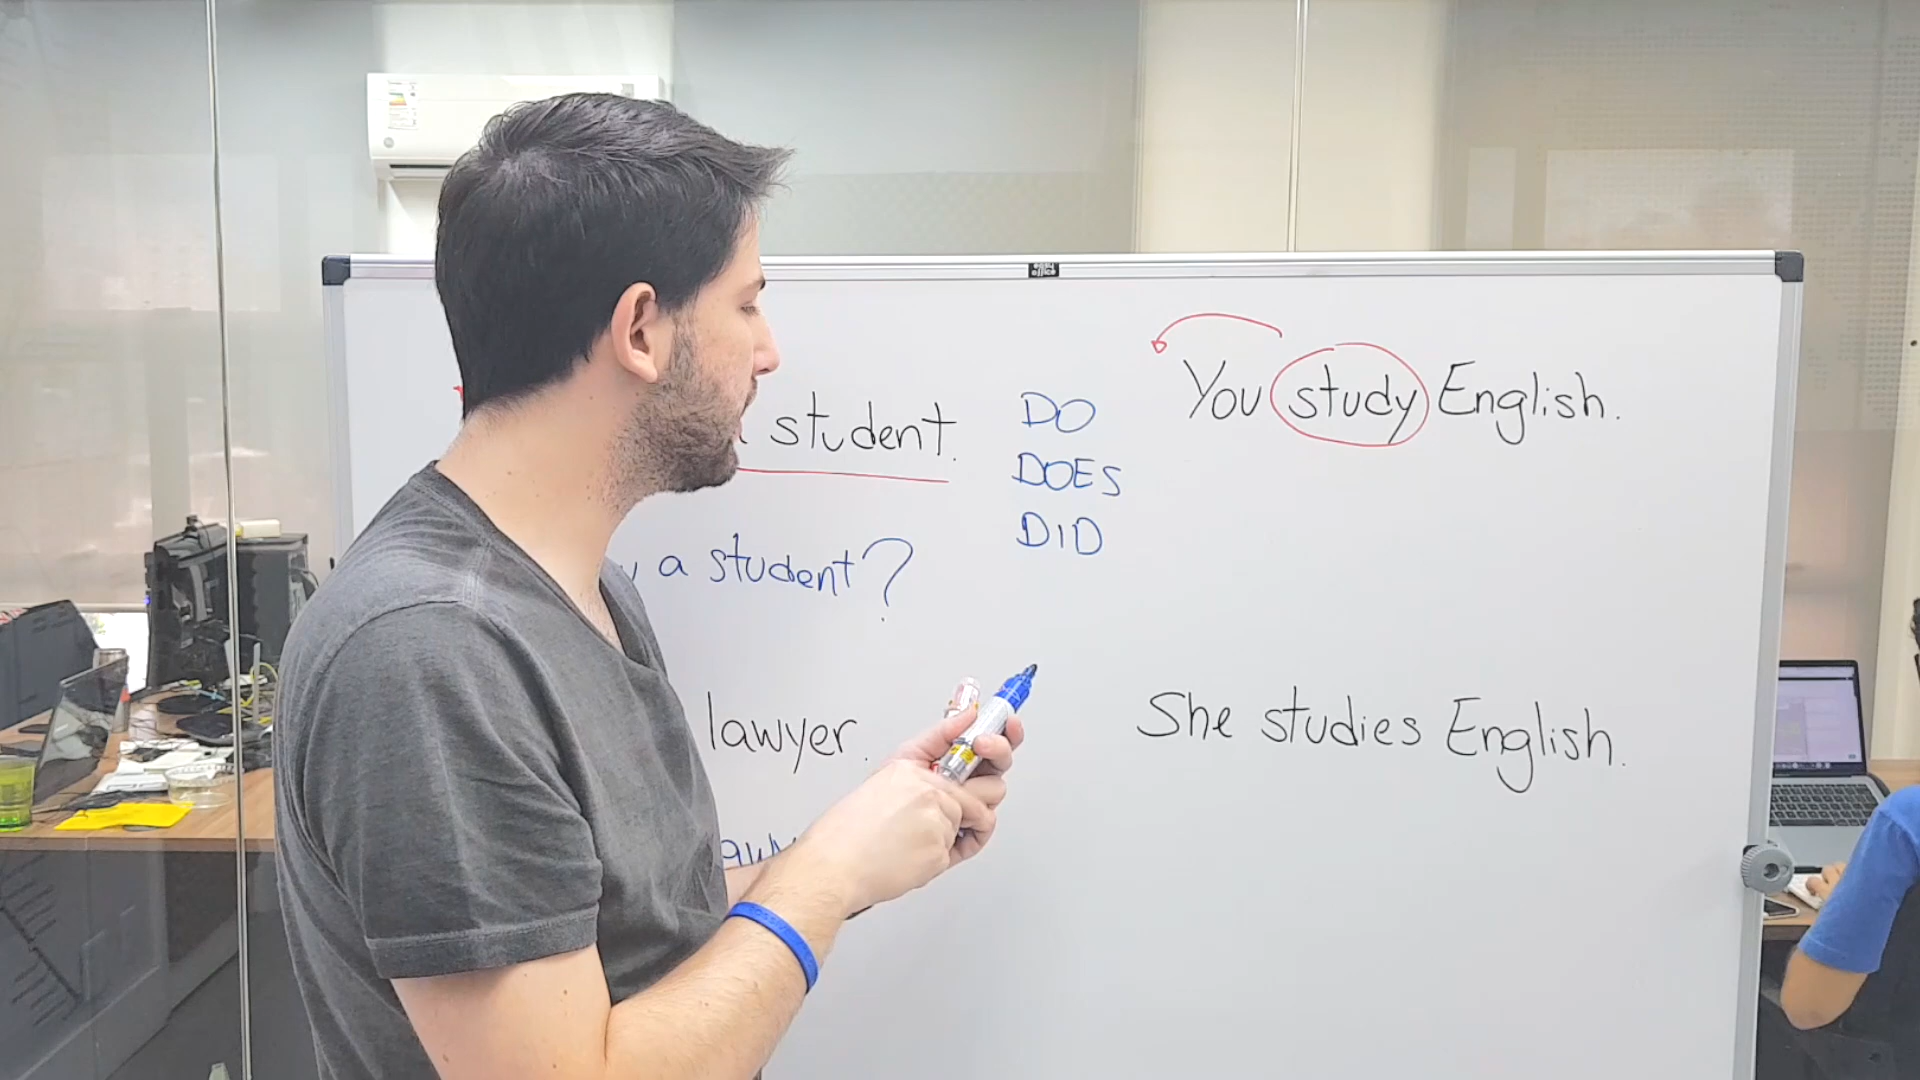 student.
a student?
lawyer.
DO
DOES
DID
You study English.
She studies English.